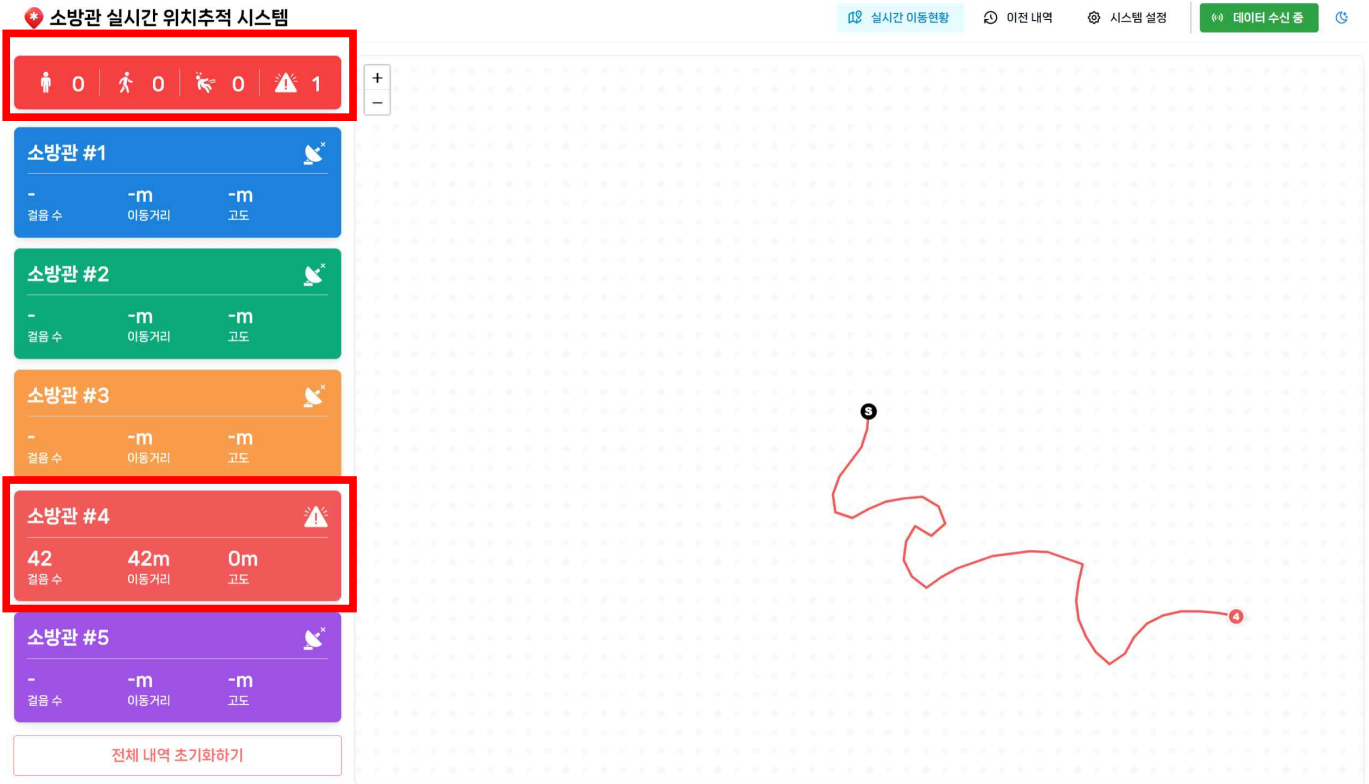 소방관 실시간 위치추적 시스템
실시간 이동현황
이전 내역
시스템 설정
데이터 수신 중
0 0 0 1
+
−
소방관 #1
- -m -m
걸음 수 이동거리 고도
소방관 #2
- -m -m
걸음 수 이동거리 고도
소방관 #3
- -m -m
걸음 수 이동거리 고도
소방관 #4
42 42m 0m
걸음 수 이동거리 고도
소방관 #5
- -m -m
걸음 수 이동거리 고도
전체 내역 초기화하기
S
4